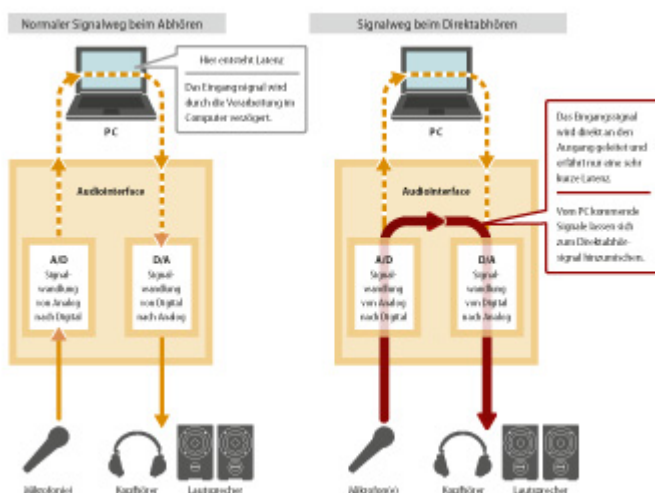 Normaler Signalweg beim Abhören
Signalweg beim Direktabhören
Hier entsteht Latenz
Das Eingangssignal wird
durch die Verarbeitung im
Computer verzögert.
PC
PC
Das Eingangssignal
wird direkt an den
Ausgang geleitet und
erfährt nur eine sehr
kurze Latenz.
Vom PC kommende
Signale lassen sich
zum Direktabhör-
signal hinzumischen.
Audiointerface
Audiointerface
A/D
Signal-
wandlung
von Analog
nach Digital
D/A
Signal-
wandlung
von Digital
nach Analog
A/D
Signal-
wandlung
von Analog
nach Digital
D/A
Signal-
wandlung
von Digital
nach Analog
Mikrofon(e)
Kopfhörer
Lautsprecher
Mikrofon(e)
Kopfhörer
Lautsprecher